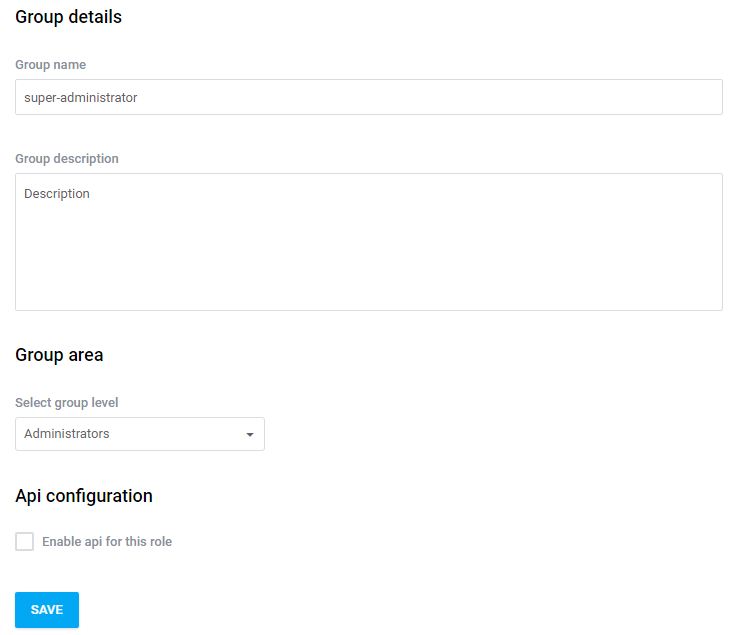 Group details
Group name
super-administrator
Group description
Description
Group area
Select group level
Administrators
Api configuration
Enable api for this role
SAVE